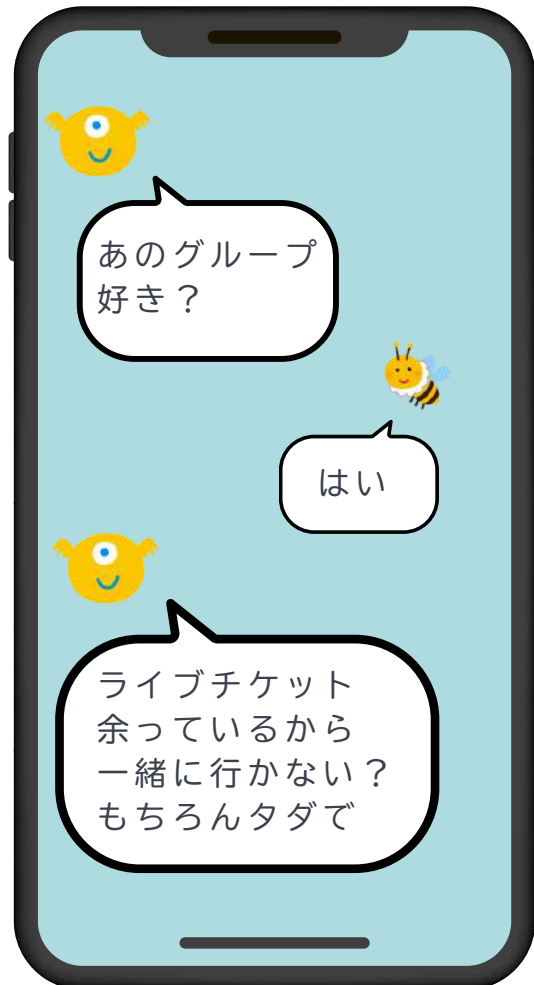 あのグループ
好き？
はい
ライブチケット
余っているから
一緒に行かない？
もちろんタダで